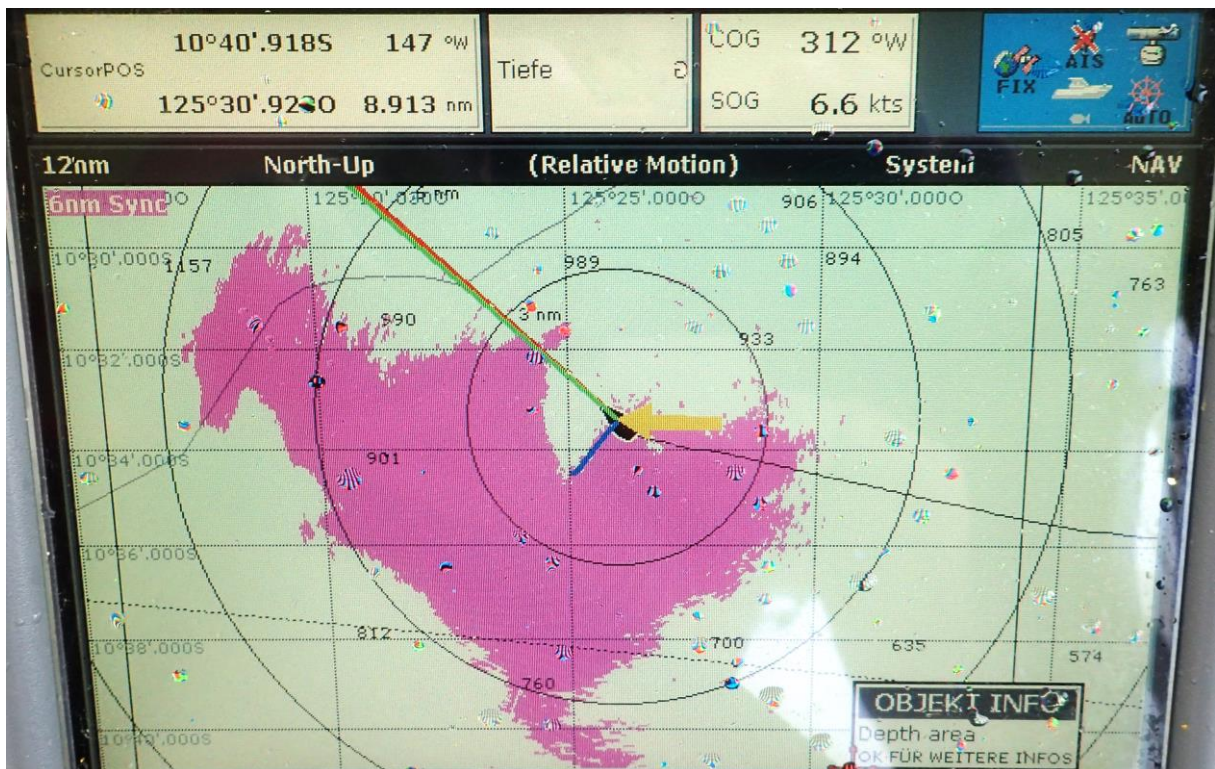 10°40'.918S 147 °W
CursorPOS
8.913 nm
Tiefe
COG 312 °W
SOG 6.6 kts
FIX
AIS
AUTO
12nm North-Up (Relative Motion) System NAV
6nm Sync
125°25'.000O
906
125°30'.000O
805
10°30'.000S
1157
989
894
763
990
3 nm
933
10°32'.000S
10°34'.000S
901
10°36'.000S
812
10°38'.000S
700
635
574
760
OBJEKT INFO
Depth area
OK FÜR WEITERE INFOS